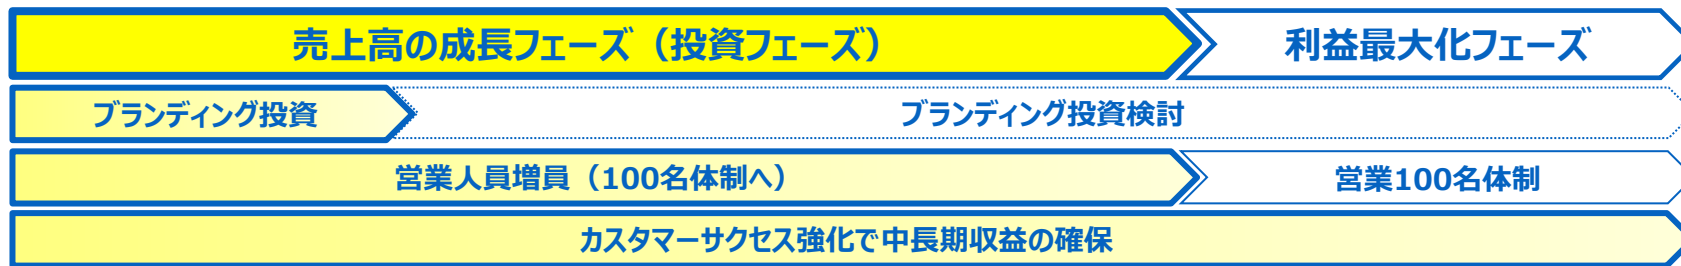 売上高の成長フェーズ（投資フェーズ）
利益最大化フェーズ
ブランディング投資
ブランディング投資検討
営業人員増員（100名体制へ）
営業100名体制
カスタマーサクセス強化で中長期収益の確保